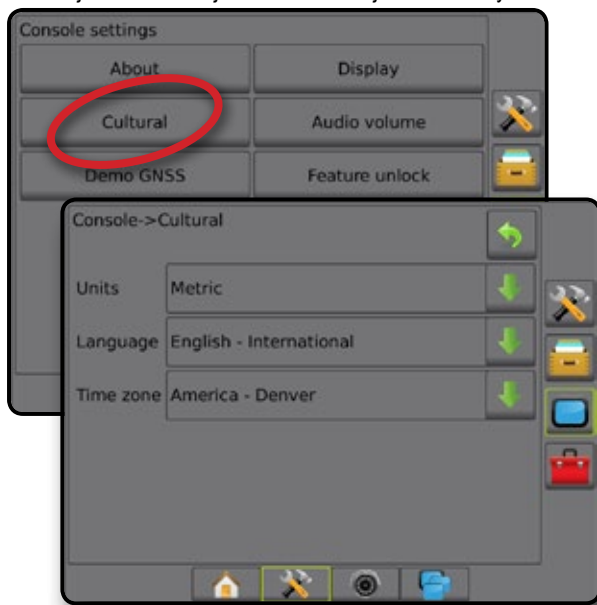 Console settings
About
Display
Cultural
Audio volume
Demo GNSS
Feature unlock
Console->Cultural
Units Metric
Language English - International
Time zone America - Denver